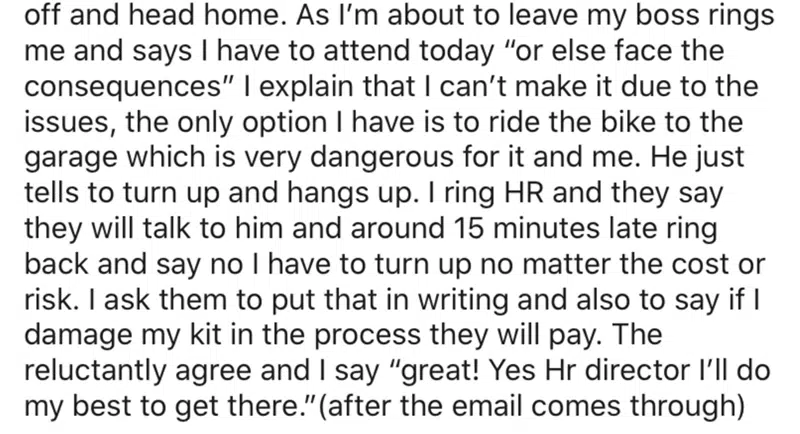 off and head home. As I’m about to leave my boss rings
me and says I have to attend today “or else face the
consequences” I explain that I can’t make it due to the
issues, the only option I have is to ride the bike to the
garage which is very dangerous for it and me. He just
tells to turn up and hangs up. I ring HR and they say
they will talk to him and around 15 minutes late ring
back and say no I have to turn up no matter the cost or
risk. I ask them to put that in writing and also to say if I
damage my kit in the process they will pay. The
reluctantly agree and I say “great! Yes Hr director I’ll do
my best to get there.”(after the email comes through)